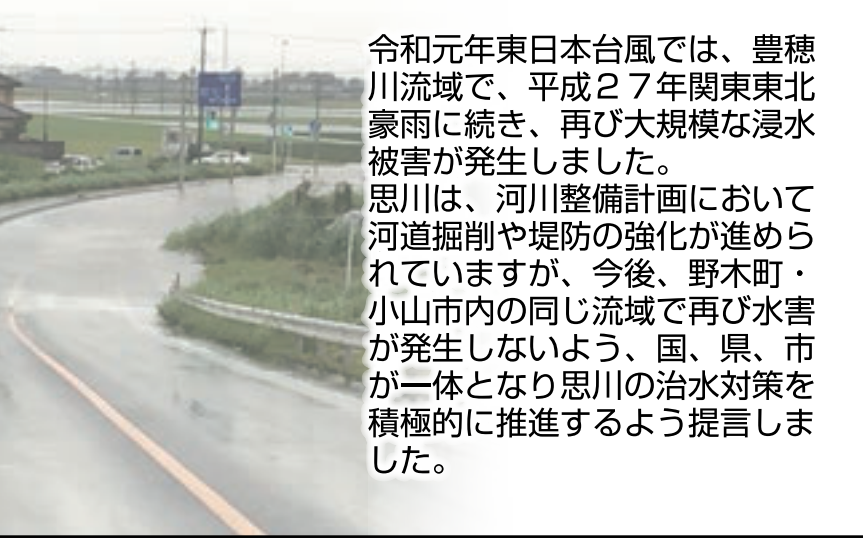 令和元年東日本台風では、豊穂
川流域で、平成２７年関東東北
豪雨に続き、再び大規模な浸水
被害が発生しました。
思川は、河川整備計画において
河道掘削や堤防の強化が進めら
れていますが、今後、野木町・
小山市内の同じ流域で再び水害
が発生しないよう、国、県、市
が一体となり思川の治水対策を
積極的に推進するよう提言しま
した。